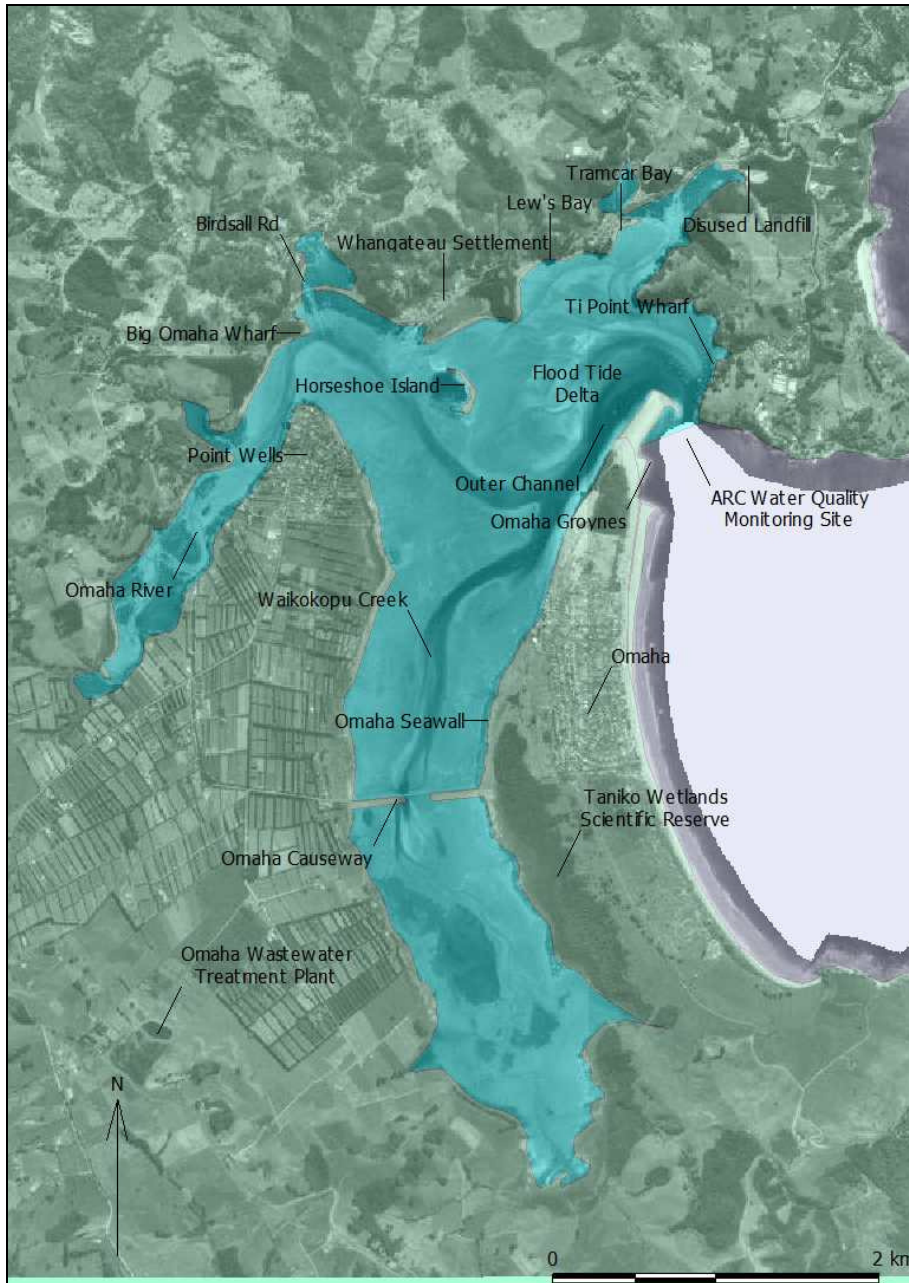 Tramcar Bay
Lew's Bay
Birdsall Rd
Disused Landfill
Whangateau Settlement
Ti Point Wharf
Big Omaha Wharf
Flood Tide
Delta
Horseshoe Island
Point Wells
Outer Channel
ARC Water Quality
Monitoring Site
Omaha Groynes
Omaha River
Waikokopu Creek
Omaha
Omaha Seawall
Taniko Wetlands
Scientific Reserve
Omaha Causeway
Omaha Wastewater
Treatment Plant
N
0
2 km